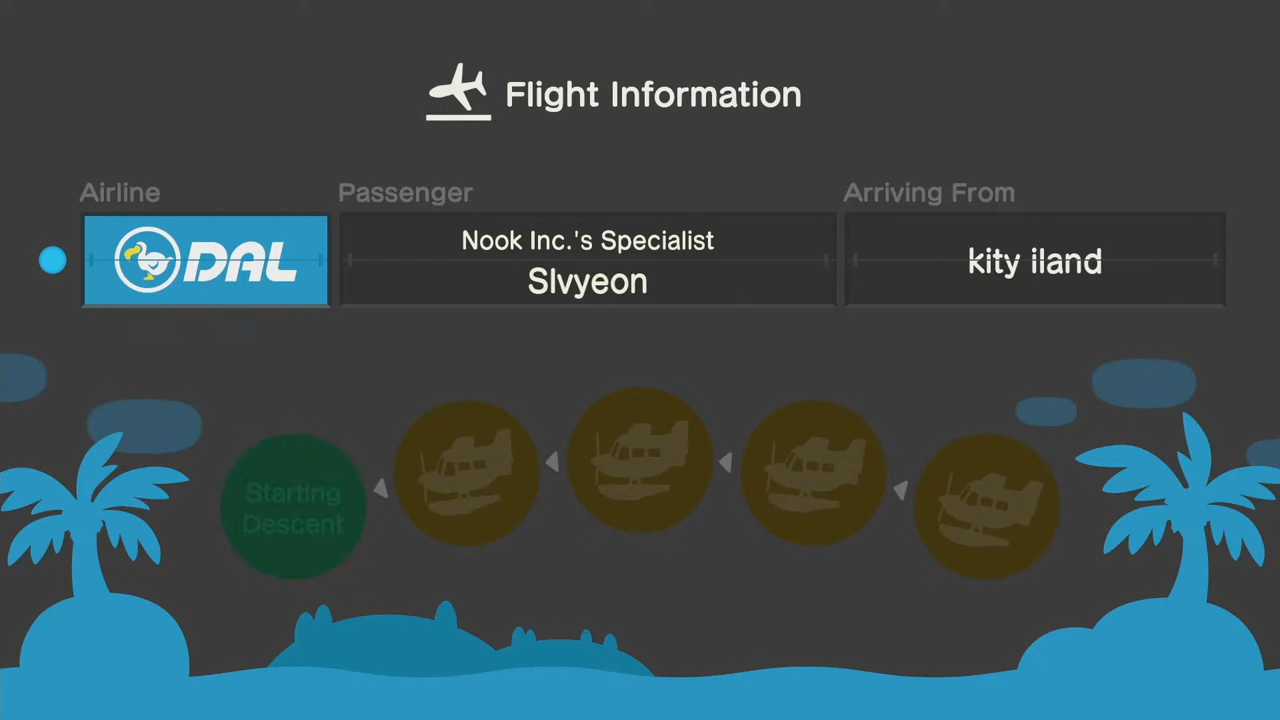 Flight Information
Airline
Passenger
Arriving From
DAL
Nook Inc.'s Specialist
Slvyeon
kity iland
Starting
Descent